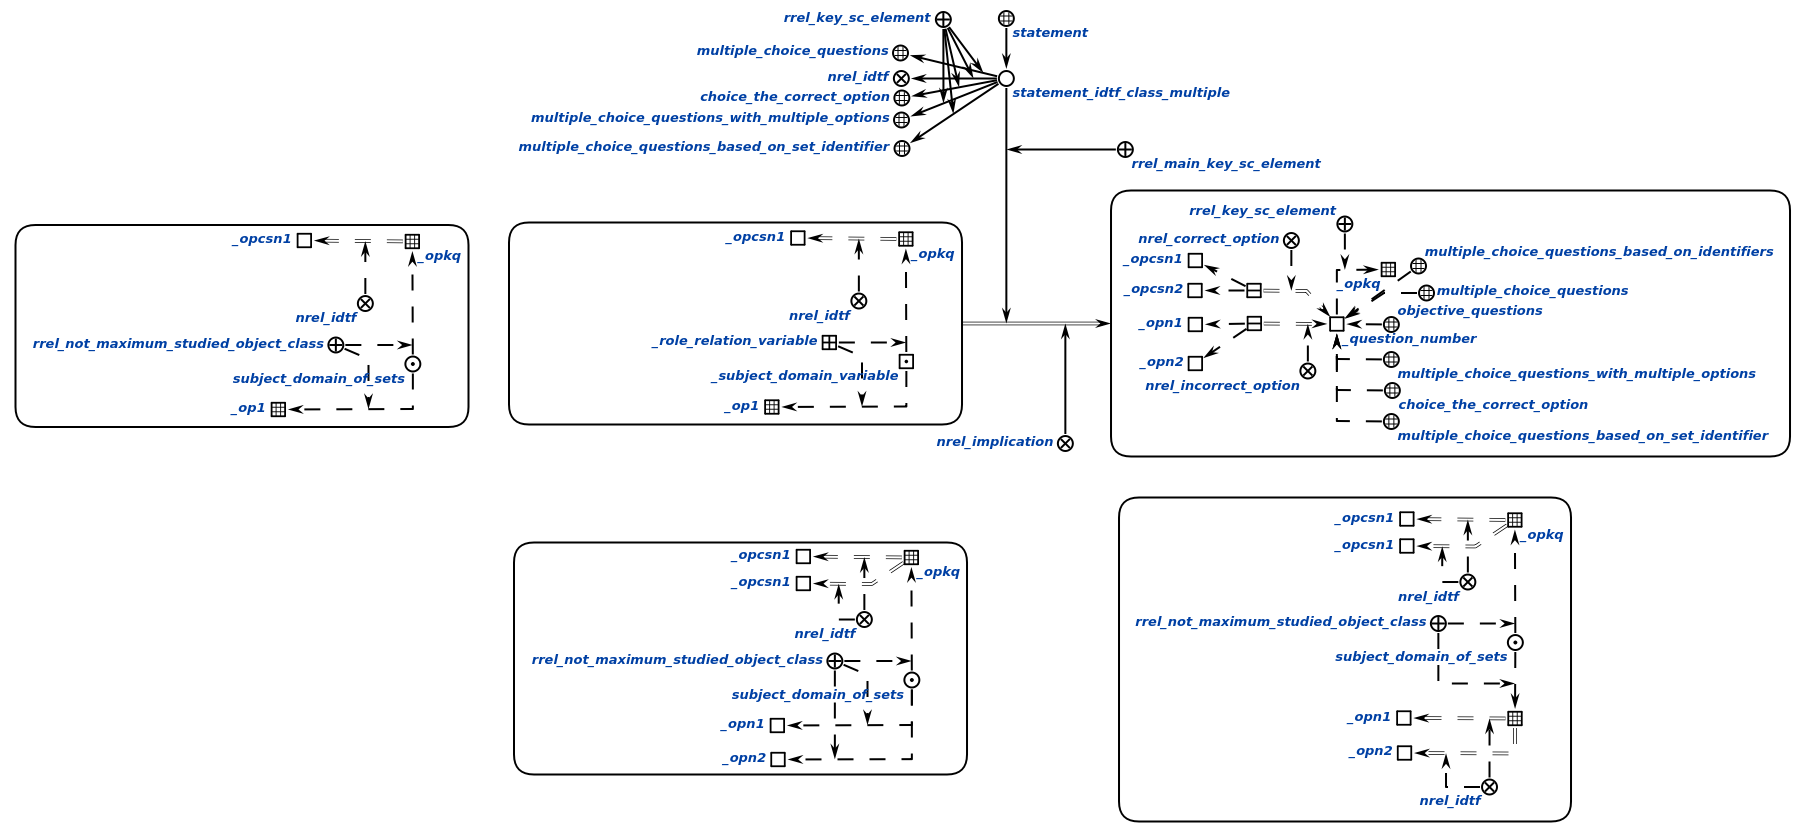 rrel_key_sc_element
statement
multiple_choice_questions
nrel_idtf
choice_the_correct_option
statement_idtf_class_multiple
multiple_choice_questions_with_multiple_options
multiple_choice_questions_based_on_set_identifier
rrel_main_key_sc_element
_opcsn1
_opkq
nrel_idtf
rrel_not_maximum_studied_object_class
subject_domain_of_sets
_op1
_opcsn1
_opkq
nrel_idtf
_role_relation_variable
_subject_domain_variable
_op1
nrel_implication
rrel_key_sc_element
nrel_correct_option
multiple_choice_questions_based_on_identifiers
_opcsn1
_opkq
_opcsn2
multiple_choice_questions
objective_questions
_opn1
_question_number
_opn2
multiple_choice_questions_with_multiple_options
nrel_incorrect_option
choice_the_correct_option
multiple_choice_questions_based_on_set_identifier
_opcsn1
_opkq
_opcsn1
nrel_idtf
rrel_not_maximum_studied_object_class
subject_domain_of_sets
_opn1
_opn2
_opcsn1
_opkq
_opcsn1
nrel_idtf
rrel_not_maximum_studied_object_class
subject_domain_of_sets
_opn1
_opn2
nrel_idtf